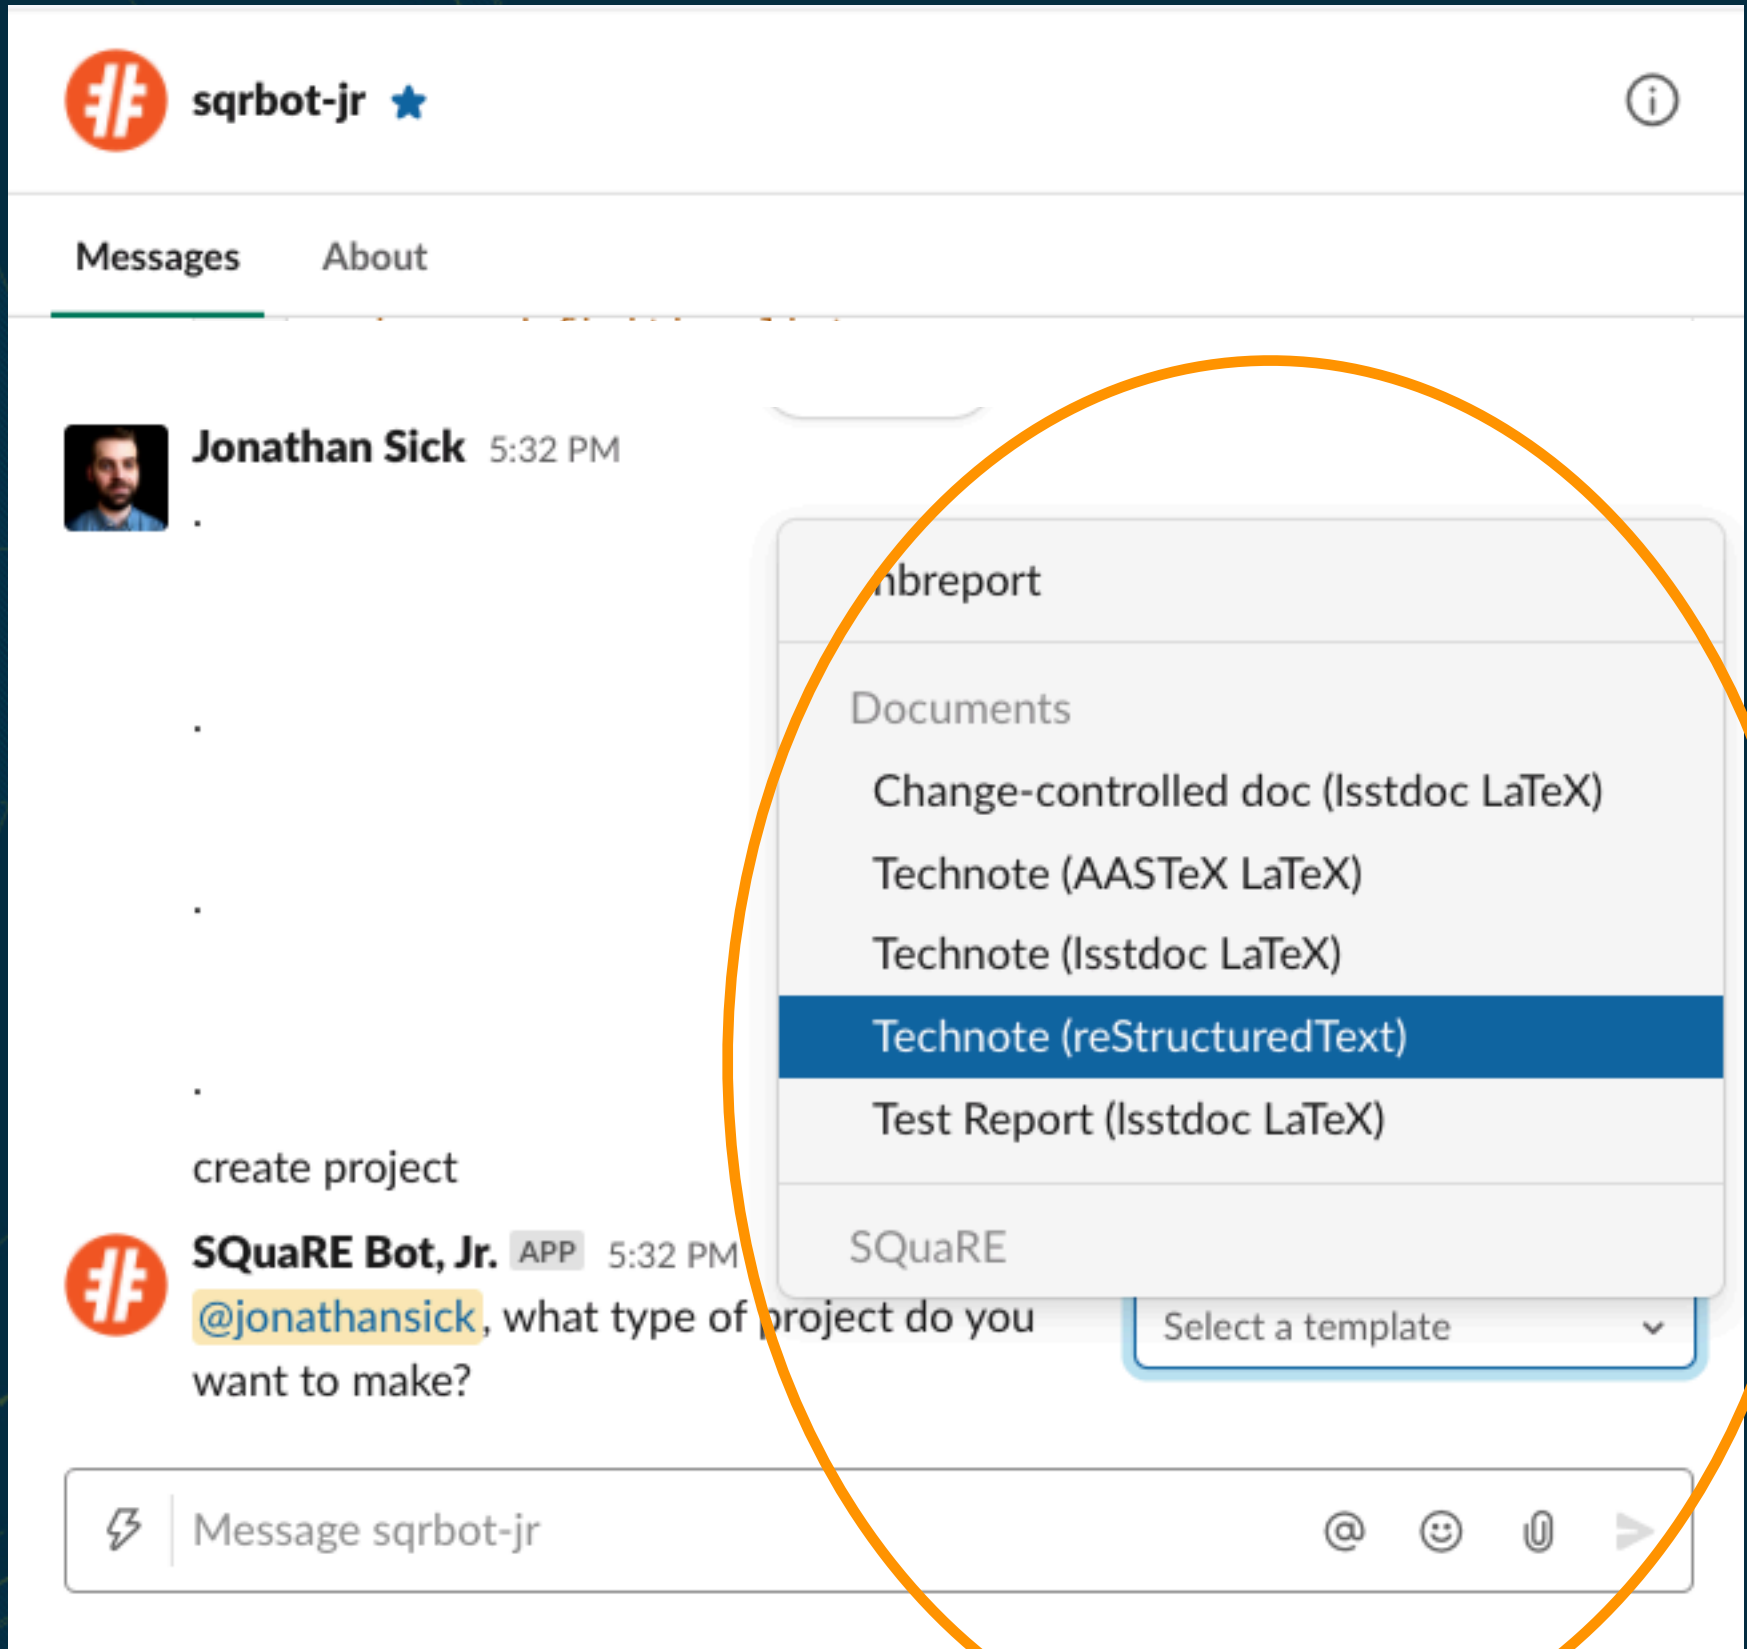 sqrbot-jr
Messages About
Jonathan Sick 5:32 PM
.
.
.
.
create project
nbreport
Documents
Change-controlled doc (lsstdoc LaTeX)
Technote (AASTeX LaTeX)
Technote (lsstdoc LaTeX)
Technote (reStructuredText)
Test Report (lsstdoc LaTeX)
SQuaRE
SQuaRE Bot, Jr. APP 5:32 PM
@jonathansick, what type of project do you
want to make?
Select a template
Message sqrbot-jr